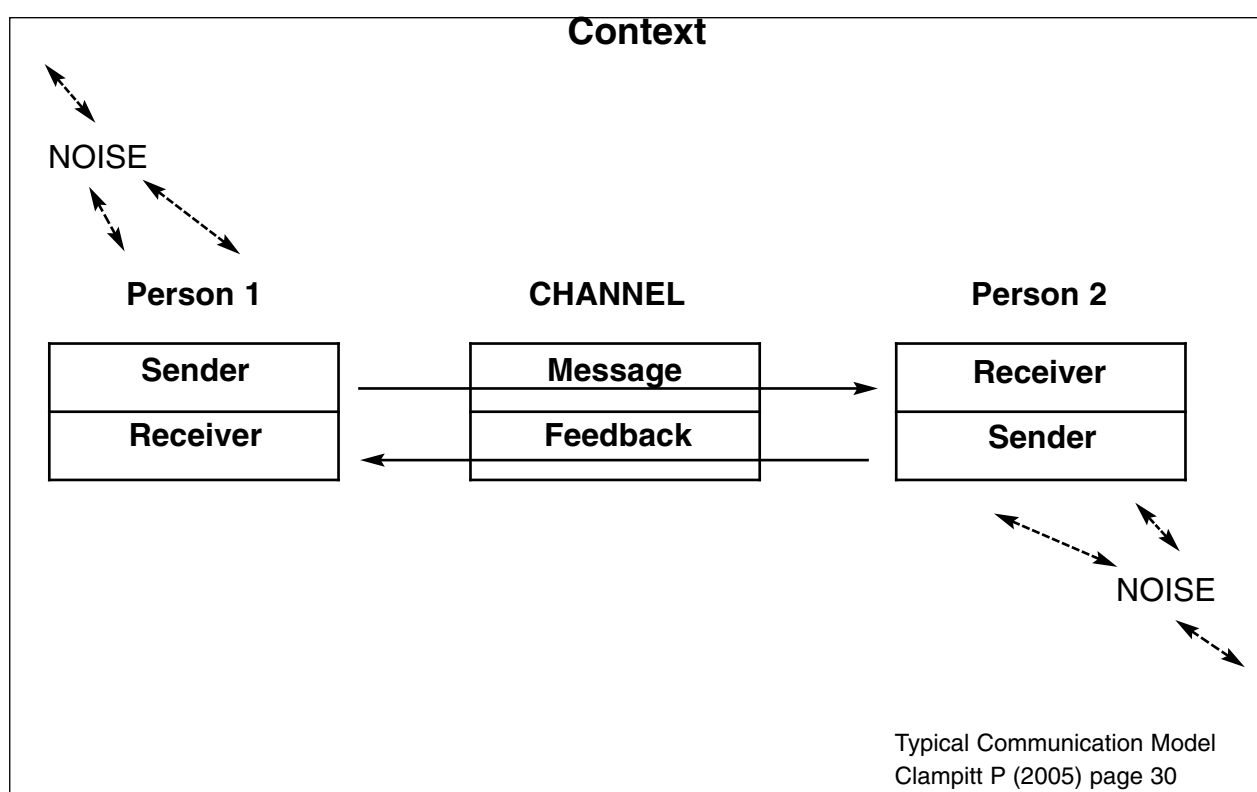 Context
NOISE
Person 1
CHANNEL
Person 2
Sender
Message
Receiver
Receiver
Feedback
Sender
NOISE
Typical Communication Model
Clampitt P (2005) page 30